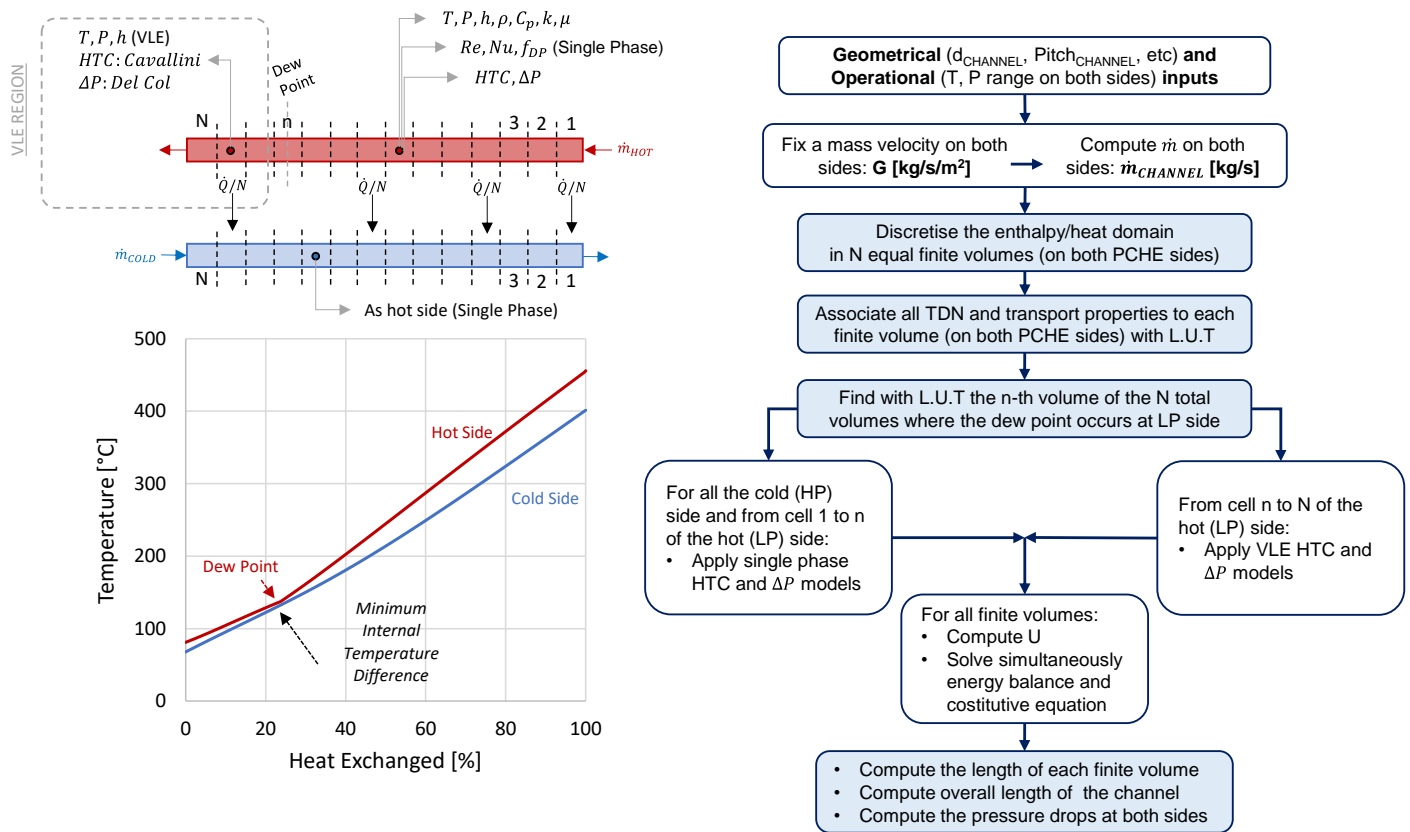 VLE REGION
T, P, h (VLE)
HTC: Cavallini
ΔP: Del Col
Dew
Point
T, P, h, ρ, C_p, k, μ
Re, Nu, f_DP (Single Phase)
HTC, ΔP
N n 3 2 1
ṁ_HOT
Q̇/N Q̇/N Q̇/N Q̇/N
ṁ_COLD
N 3 2 1
As hot side (Single Phase)
Temperature [°C]
500
400
300
200
100
0
Hot Side
Cold Side
Dew Point
Minimum
Internal
Temperature
Difference
0 20 40 60 80 100
Heat Exchanged [%]
Geometrical (d_CHANNEL, Pitch_CHANNEL, etc) and
Operational (T, P range on both sides) inputs
Fix a mass velocity on both
sides: G [kg/s/m²]
Compute ṁ on both
sides: ṁ_CHANNEL [kg/s]
Discretise the enthalpy/heat domain
in N equal finite volumes (on both PCHE sides)
Associate all TDN and transport properties to each
finite volume (on both PCHE sides) with L.U.T
Find with L.U.T the n-th volume of the N total
volumes where the dew point occurs at LP side
For all the cold (HP)
side and from cell 1 to n
of the hot (LP) side:
• Apply single phase
HTC and ΔP models
From cell n to N of the
hot (LP) side:
• Apply VLE HTC and
ΔP models
For all finite volumes:
• Compute U
• Solve simultaneously
energy balance and
costitutive equation
• Compute the length of each finite volume
• Compute overall length of the channel
• Compute the pressure drops at both sides